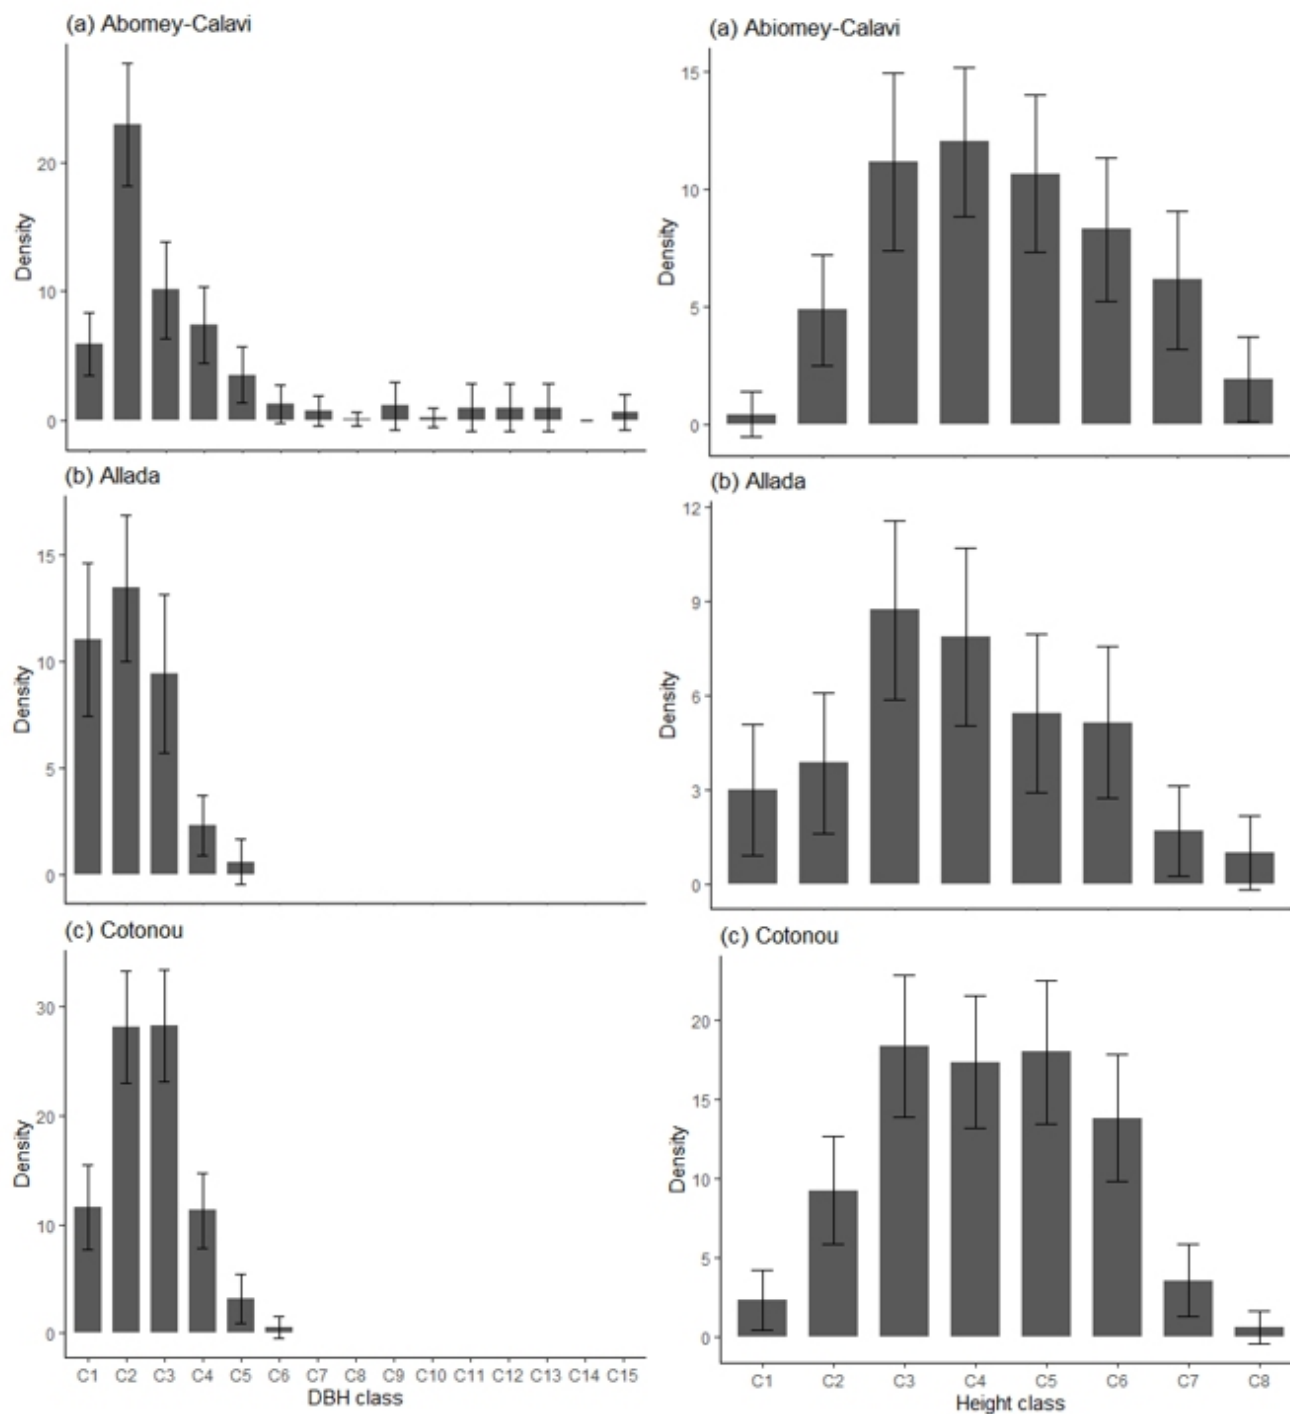 (a) Abomey-Calavi
20
10
0
Density
(b) Allada
15
10
5
0
Density
(c) Cotonou
30
20
10
0
Density
C1 C2 C3 C4 C5 C6 C7 C8 C9 C10 C11 C12 C13 C14 C15
DBH class
(a) Abiomey-Calavi
15
10
5
0
Density
(b) Allada
12
9
6
3
0
Density
(c) Cotonou
20
15
10
5
0
Density
C1 C2 C3 C4 C5 C6 C7 C8
Height class